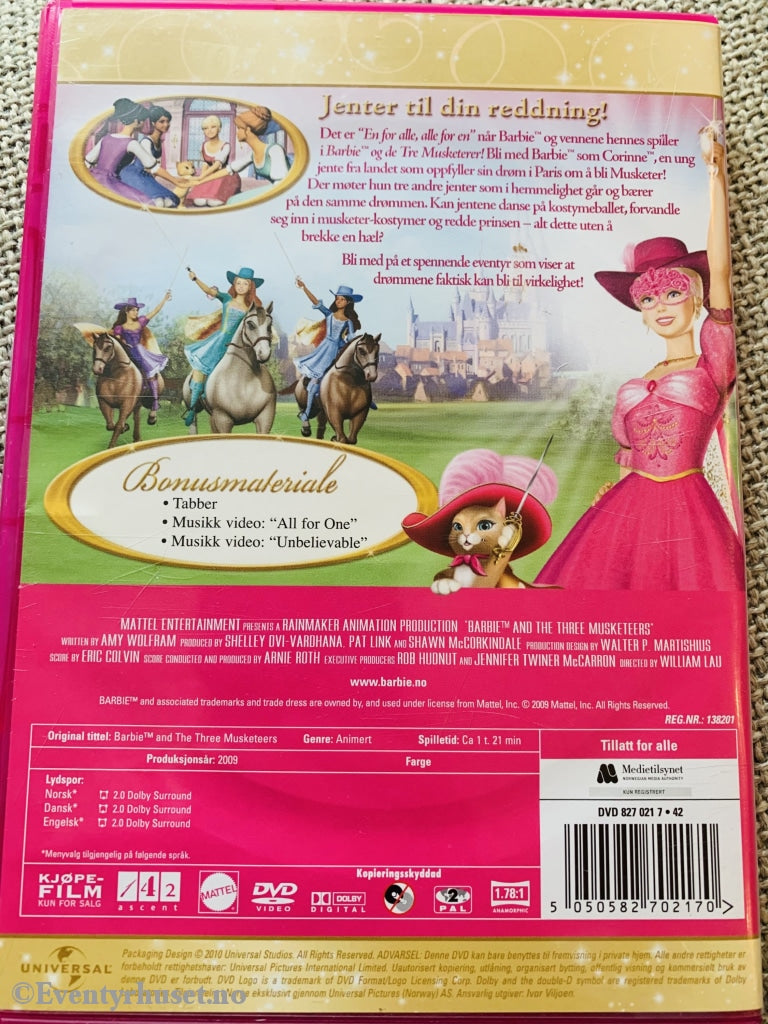 Jenter til din reddning!
Det er "En for alle, alle for en" når Barbie™ og vennene hennes spiller
i Barbie™ og de Tre Musketerer! Bli med Barbie™ som Corinne™, en ung
jente fra landet som oppfyller sin drøm i Paris om å bli Musketer!
Der møter hun tre andre jenter som i hemmelighet går og bærer
på den samme drømmen. Kan jentene danse på kostymeballet, forvandle
seg inn i musketer-kostymer og redde prinsen – alt dette uten å
brekke en hæl?
Bli med på et spennende eventyr som viser at
drømmene faktisk kan bli til virkelighet!
Bonusmateriale
• Tabber
• Musikk video: "All for One"
• Musikk video: "Unbelievable"
MATTEL ENTERTAINMENT PRESENTS A RAINMAKER ANIMATION PRODUCTION "BARBIE™ AND THE THREE MUSKETEERS"
WRITTEN BY AMY WOLFRAM PRODUCED BY SHELLEY DVI-VARDHANA, PAT LINK AND SHAWN McCORKINDALE PRODUCTION DESIGN BY WALTER P. MARTISHIUS
SCORE BY ERIC COLVIN SCORE CONDUCTED AND PRODUCED BY ARNIE ROTH EXECUTIVE PRODUCERS ROB HUDNUT AND JENNIFER TWINER McCARRON DIRECTED BY WILLIAM LAU
www.barbie.no
BARBIE™ and associated trademarks and trade dress are owned by, and used under license from Mattel, Inc. © 2009 Mattel, Inc. All Rights Reserved.
REG.NR.: 138201
Original tittel: Barbie™ and The Three Musketeers Genre: Animert Spilletid: Ca 1 t. 21 min
Produksjonsår: 2009 Farge
Lydspor:
Norsk* 2.0 Dolby Surround
Dansk* 2.0 Dolby Surround
Engelsk* 2.0 Dolby Surround
*Menyvalg tilgjengelig på følgende språk.
Tillatt for alle
Medietilsynet
NORWEGIAN MEDIA AUTHORITY
KUN REGISTRERT
DVD 827 021 7 • 42
5 050582 702170 >
KJØPE-
FILM
KUN FOR SALG
142
ascent
MATTEL
DVD
VIDEO
DOLBY
DIGITAL
Kopieringsskyddad
2
PAL
1.78:1
ANAMORPHIC
UNIVERSAL
Packaging Design © 2010 Universal Studios. All Rights Reserved. ADVARSEL: Denne DVD kan bare benyttes til fremvisning i private hjem. Alle andre rettigheter er
forbeholdt rettighetshaver: Universal Pictures International Limited. Uautorisert kopiering, utlåning, organisert bytting, offentlig visning og kommersielt bruk av
denne DVD er forbudt. DVD Logo is a trademark of DVD Format/Logo Licensing Corp. Dolby and the double-D symbol are registered trademarks of Dolby
eksklusivt gjennom Universal Pictures (Norway) AS. Ansvarlig utgiver: Ivar Viljoen.
©Eventyrhuset.no